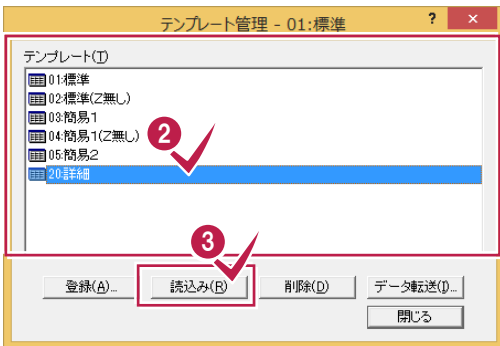 テンプレート管理 - 01:標準 ? ×
テンプレート(T)
01:標準
02:標準(Z無し)
03:簡易1
04:簡易1(Z無し)
05:簡易2
20:詳細
2
3
登録(A)... 読込み(R) 削除(D) データ転送(I)...
閉じる